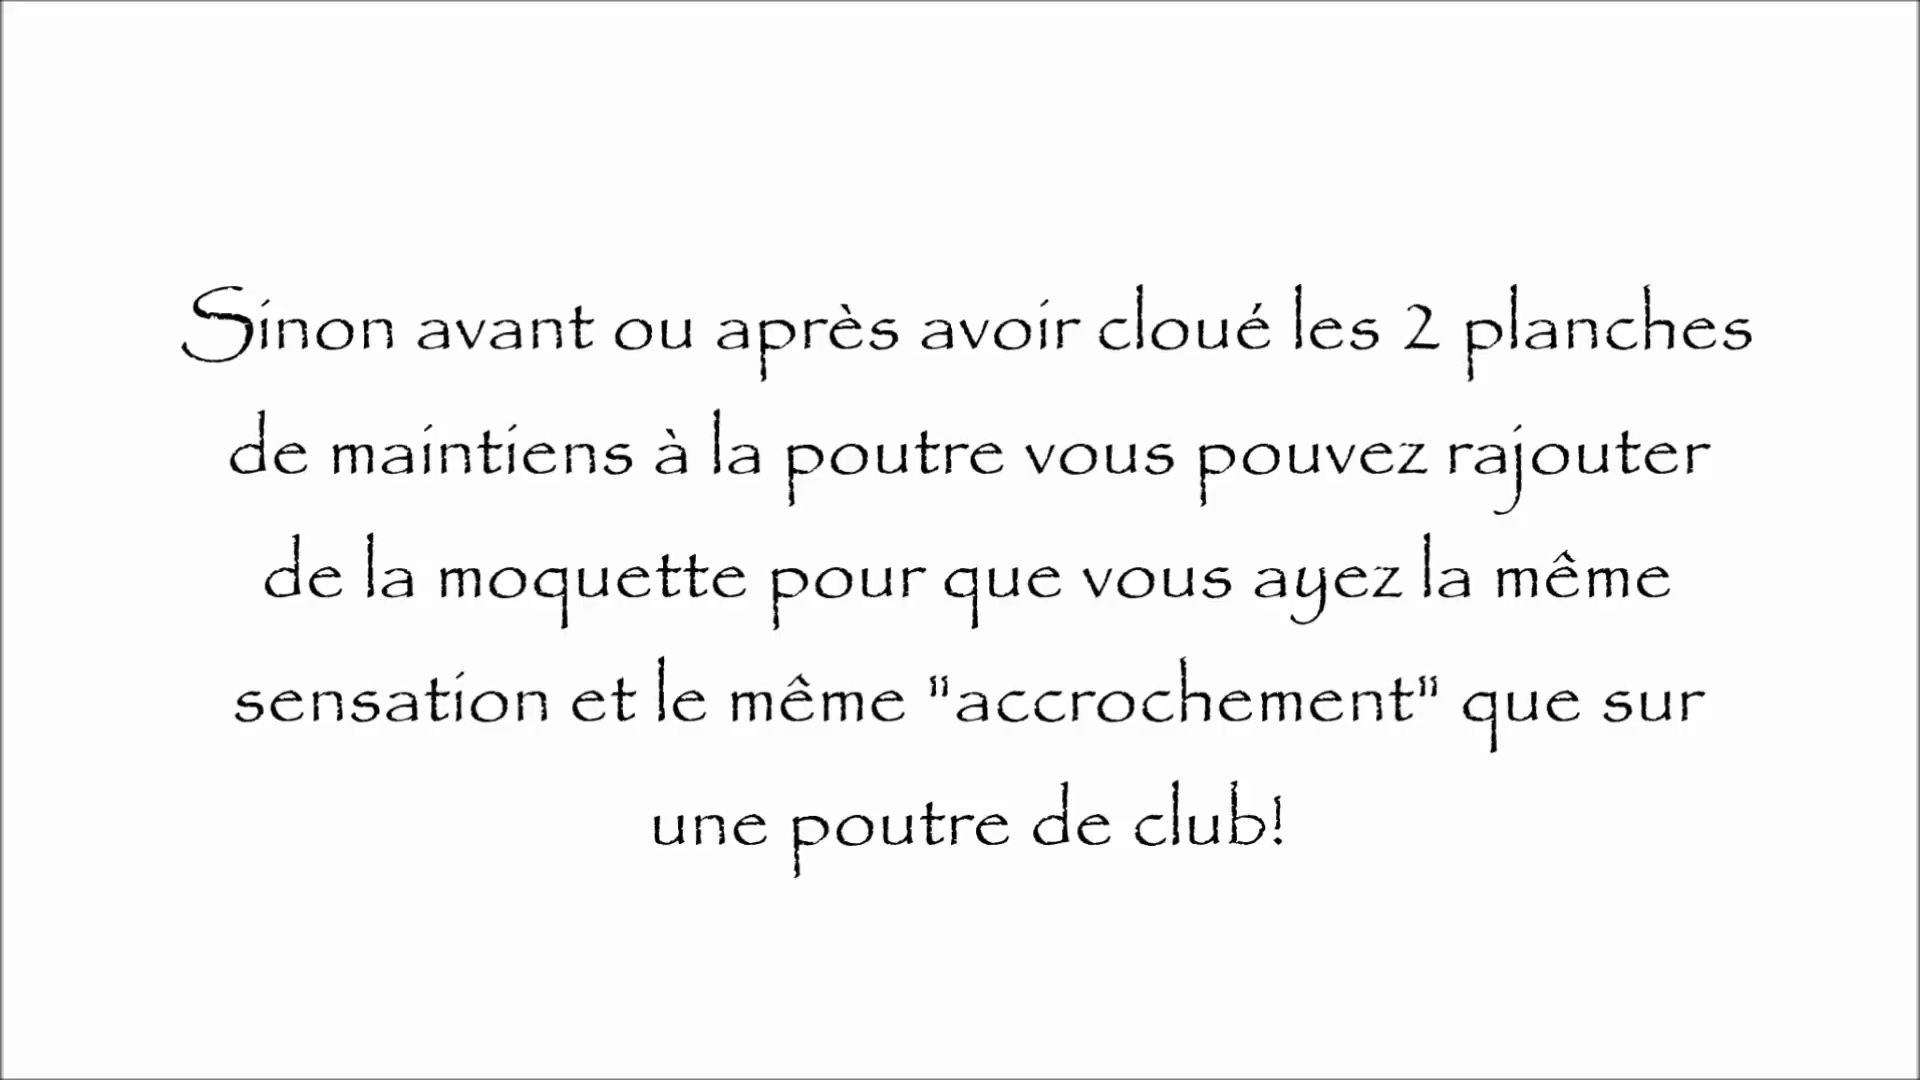 Sinon avant ou après avoir cloué les 2 planches
de maintiens à la poutre vous pouvez rajouter
de la moquette pour que vous ayez la même
sensation et le même "accrochement" que sur
une poutre de club!